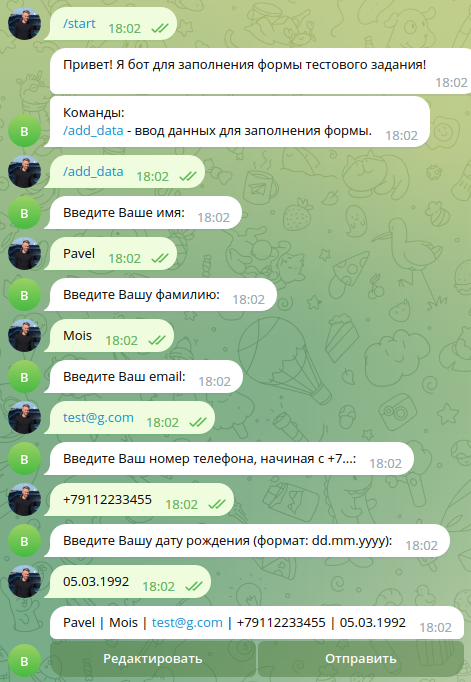 /start 18:02
Привет! Я бот для заполнения формы тестового задания!
18:02
Команды:
/add_data - ввод данных для заполнения формы. 18:02
В
/add_data 18:02
В
Введите Ваше имя: 18:02
Pavel 18:02
В
Введите Вашу фамилию: 18:02
Mois 18:02
В
Введите Ваш email: 18:02
test@g.com 18:02
В
Введите Ваш номер телефона, начиная с +7...: 18:02
+79112233455 18:02
В
Введите Вашу дату рождения (формат: dd.mm.yyyy): 18:02
05.03.1992 18:02
Pavel | Mois | test@g.com | +79112233455 | 05.03.1992 18:02
В
Редактировать Отправить